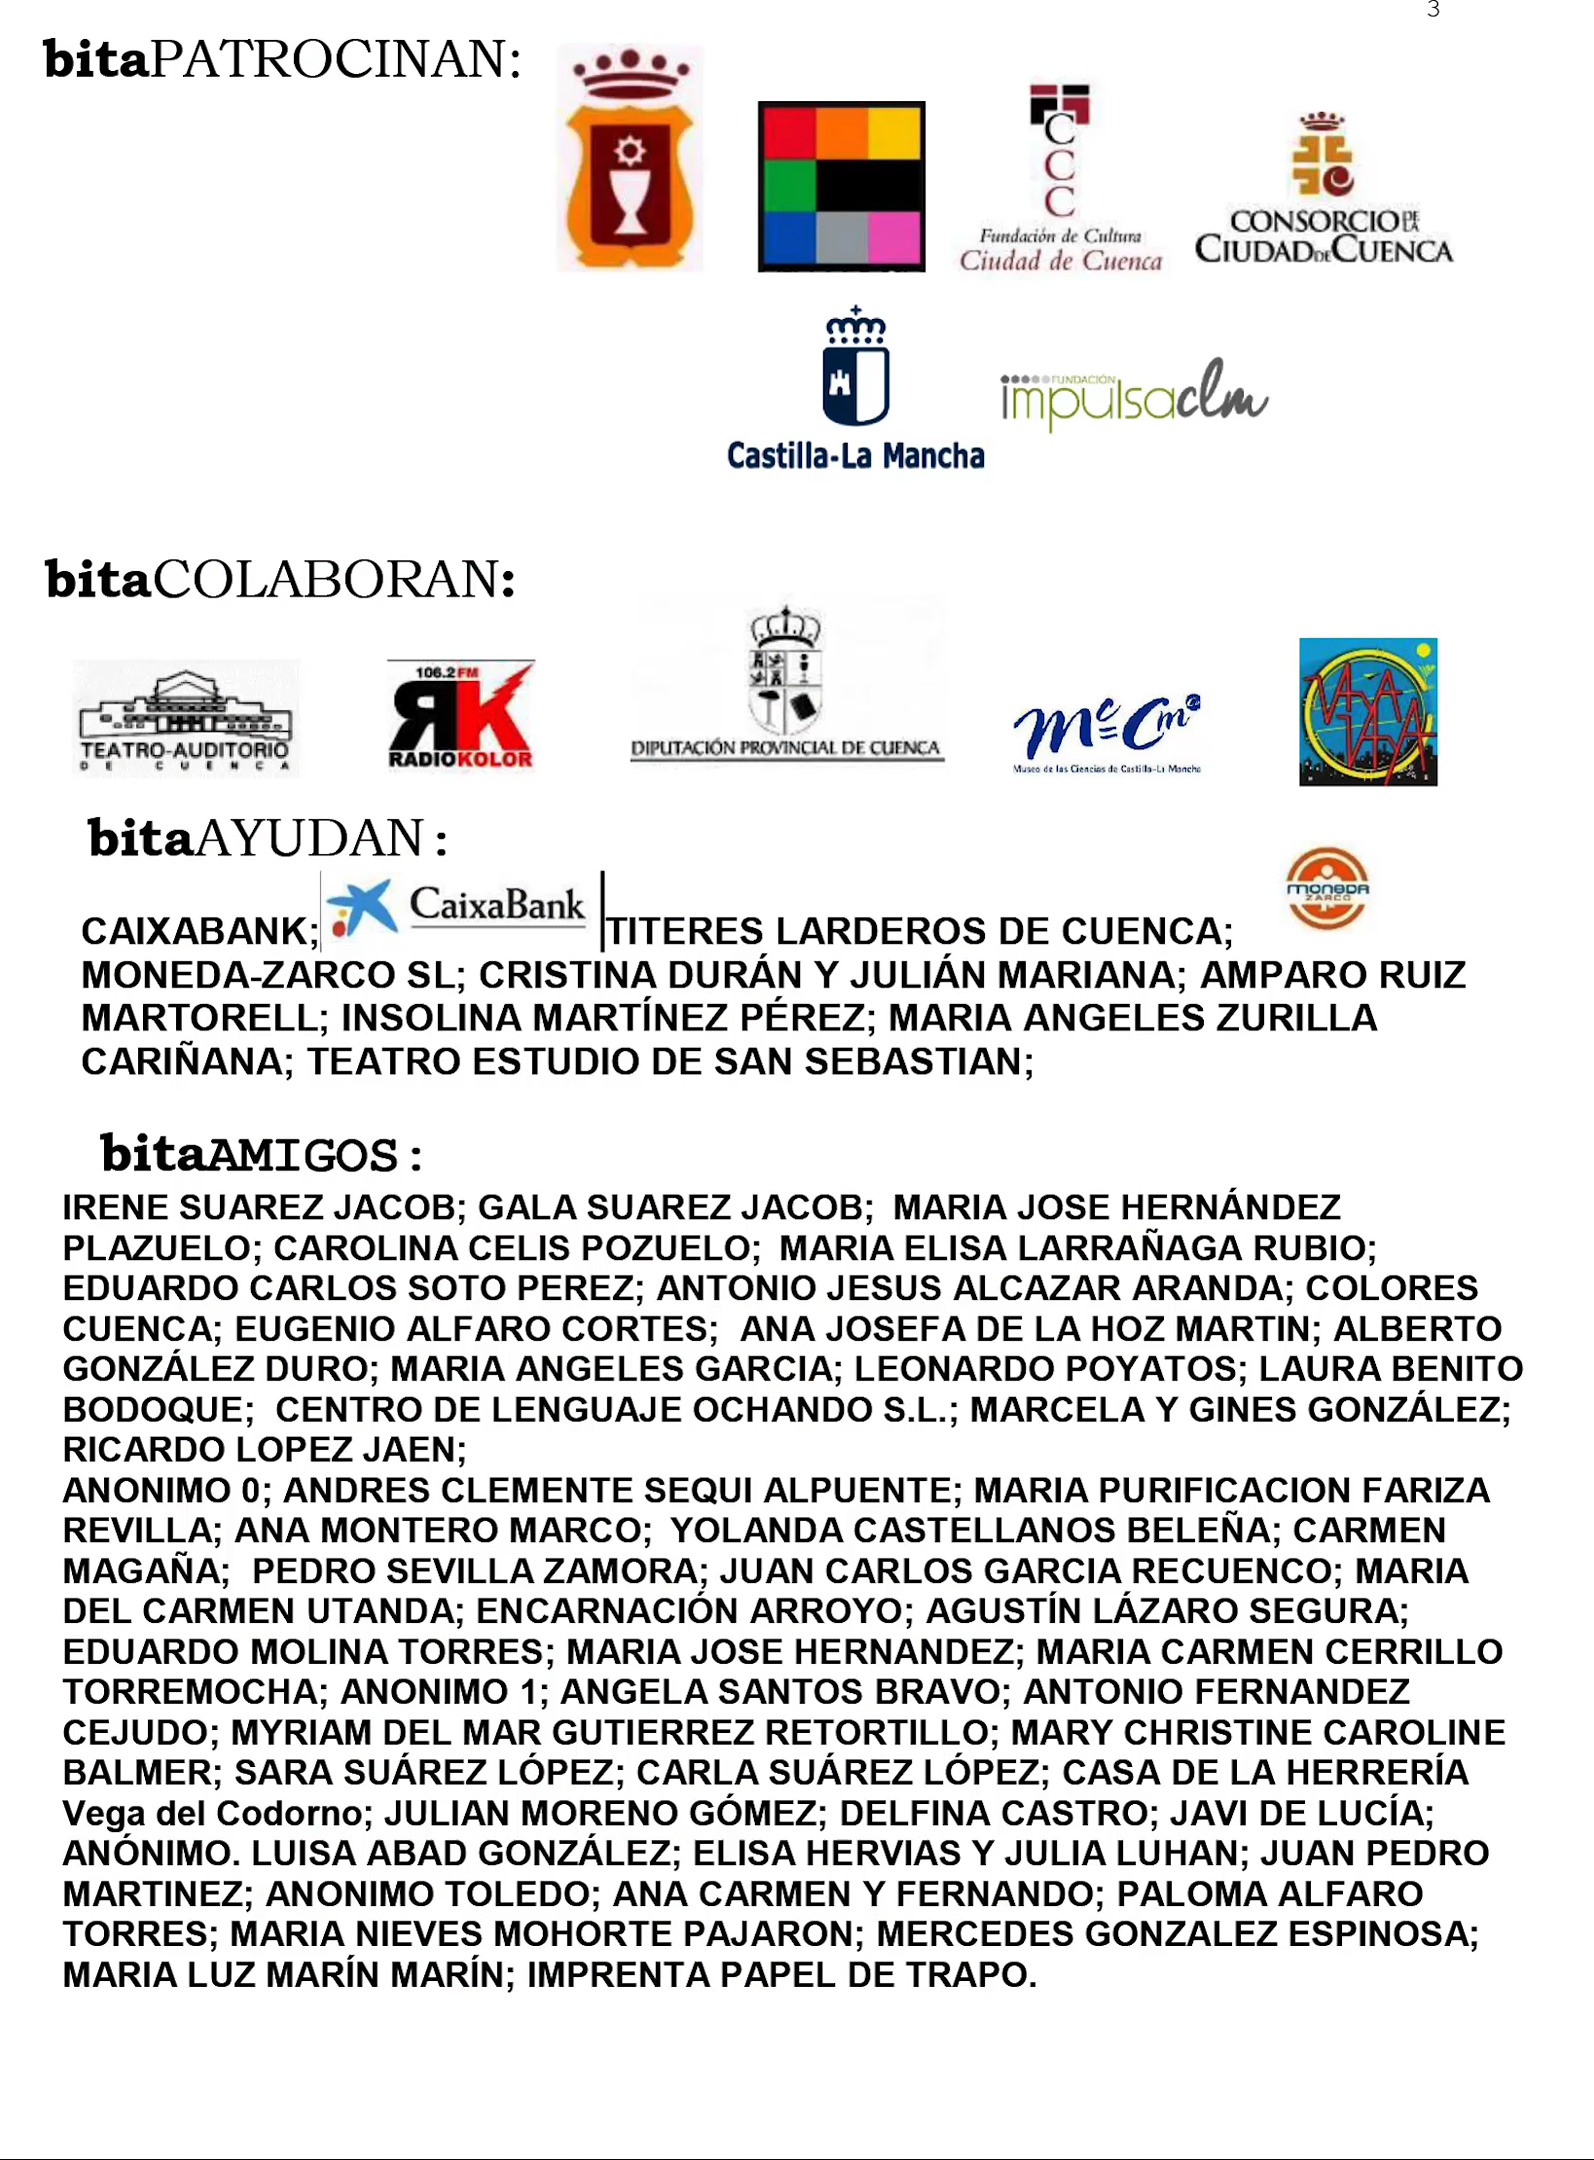 3
bitaPATROCINAN:
CCC
Fundación de Cultura
Ciudad de Cuenca
CONSORCIO DE LA
CIUDAD DE CUENCA
Castilla-La Mancha
FUNDACIÓN
impulsaclm
bitaCOLABORAN:
TEATRO-AUDITORIO
DE CUENCA
106.2 FM
RK
RADIOKOLOR
DIPUTACIÓN PROVINCIAL DE CUENCA
Museo de las Ciencias de Castilla-La Mancha
VAYA
VAYA
bitaAYUDAN:
CAIXABANK; CaixaBank TITERES LARDEROS DE CUENCA;
MONEDA
ZARCO
MONEDA-ZARCO SL; CRISTINA DURÁN Y JULIÁN MARIANA; AMPARO RUIZ
MARTORELL; INSOLINA MARTÍNEZ PÉREZ; MARIA ANGELES ZURILLA
CARIÑANA; TEATRO ESTUDIO DE SAN SEBASTIAN;
bitaAMIGOS:
IRENE SUAREZ JACOB; GALA SUAREZ JACOB; MARIA JOSE HERNÁNDEZ
PLAZUELO; CAROLINA CELIS POZUELO; MARIA ELISA LARRAÑAGA RUBIO;
EDUARDO CARLOS SOTO PEREZ; ANTONIO JESUS ALCAZAR ARANDA; COLORES
CUENCA; EUGENIO ALFARO CORTES; ANA JOSEFA DE LA HOZ MARTIN; ALBERTO
GONZÁLEZ DURO; MARIA ANGELES GARCIA; LEONARDO POYATOS; LAURA BENITO
BODOQUE; CENTRO DE LENGUAJE OCHANDO S.L.; MARCELA Y GINES GONZÁLEZ;
RICARDO LOPEZ JAEN;
ANONIMO 0; ANDRES CLEMENTE SEQUI ALPUENTE; MARIA PURIFICACION FARIZA
REVILLA; ANA MONTERO MARCO; YOLANDA CASTELLANOS BELEÑA; CARMEN
MAGAÑA; PEDRO SEVILLA ZAMORA; JUAN CARLOS GARCIA RECUENCO; MARIA
DEL CARMEN UTANDA; ENCARNACIÓN ARROYO; AGUSTÍN LÁZARO SEGURA;
EDUARDO MOLINA TORRES; MARIA JOSE HERNANDEZ; MARIA CARMEN CERRILLO
TORREMOCHA; ANONIMO 1; ANGELA SANTOS BRAVO; ANTONIO FERNANDEZ
CEJUDO; MYRIAM DEL MAR GUTIERREZ RETORTILLO; MARY CHRISTINE CAROLINE
BALMER; SARA SUÁREZ LÓPEZ; CARLA SUÁREZ LÓPEZ; CASA DE LA HERRERÍA
Vega del Codorno; JULIAN MORENO GÓMEZ; DELFINA CASTRO; JAVI DE LUCÍA;
ANÓNIMO. LUISA ABAD GONZÁLEZ; ELISA HERVIAS Y JULIA LUHAN; JUAN PEDRO
MARTINEZ; ANONIMO TOLEDO; ANA CARMEN Y FERNANDO; PALOMA ALFARO
TORRES; MARIA NIEVES MOHORTE PAJARON; MERCEDES GONZALEZ ESPINOSA;
MARIA LUZ MARÍN MARÍN; IMPRENTA PAPEL DE TRAPO.